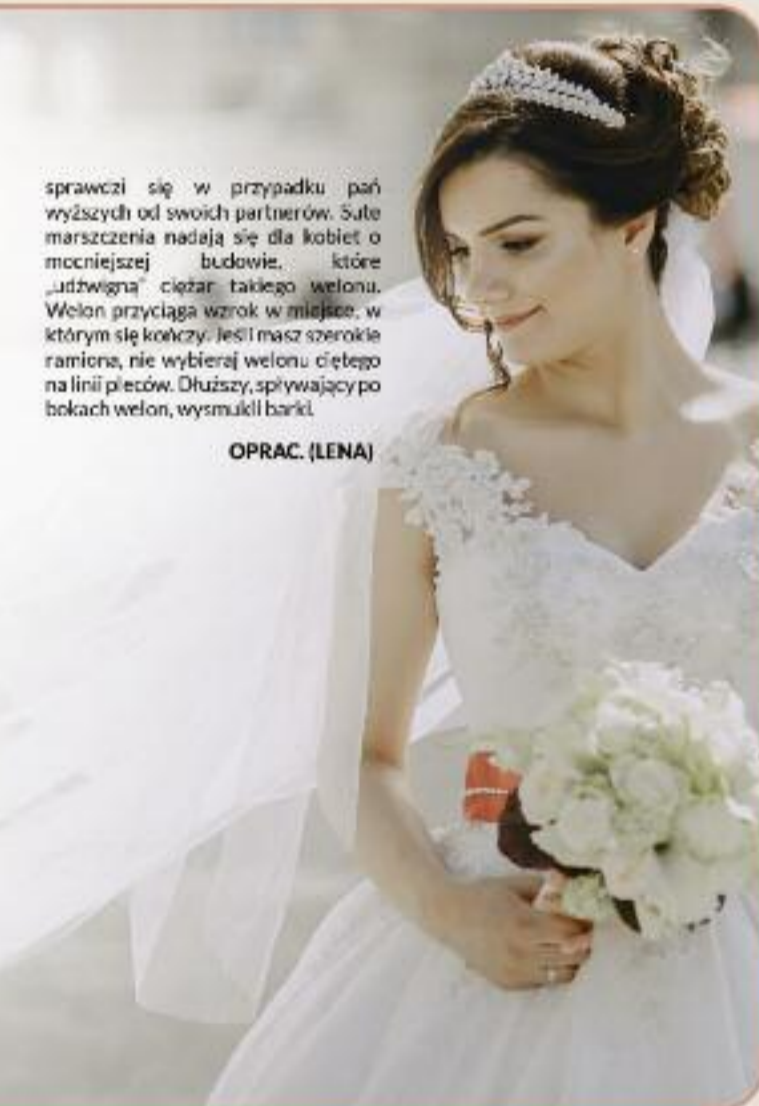 sprawdzi się w przypadku pań
wyższych od swoich partnerów. Sute
marszczenia nadają się dla kobiet o
mocniejszej budowie, które
„udźwigną” ciężar takiego welonu.
Welon przyciąga wzrok w miejsce, w
którym się kończy. Jeśli masz szerokie
ramiona, nie wybieraj welonu ciętego
na linii pleców. Dłuższy, spływający po
bokach welon, wysmukli barki.
OPRAC. (LENA)